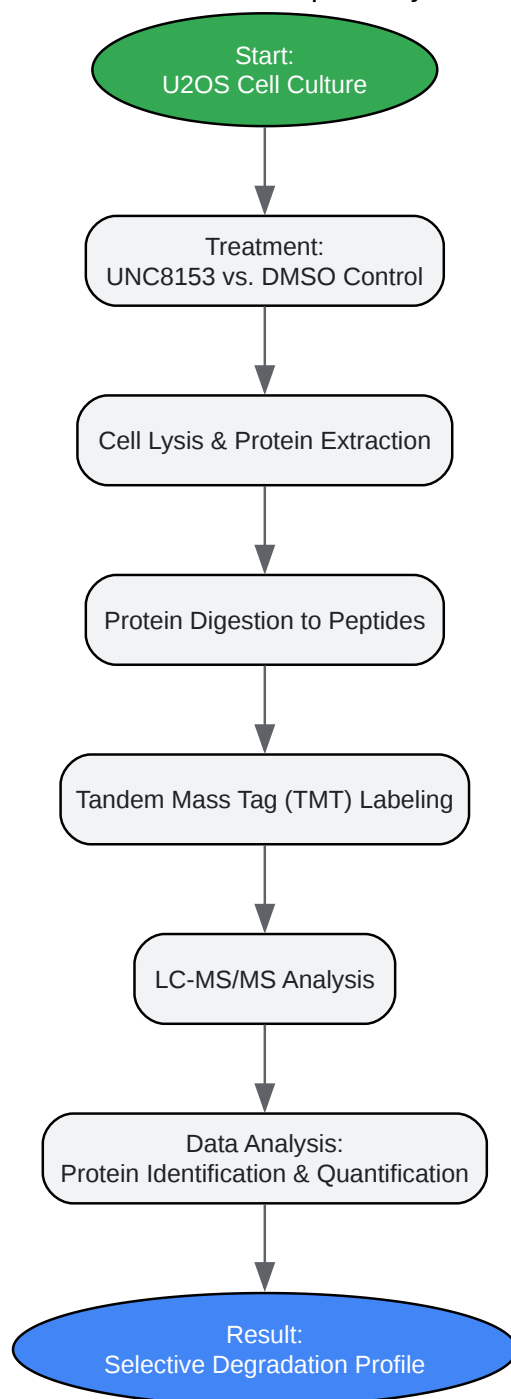 Start:
U2OS Cell Culture
Treatment:
UNC8153 vs. DMSO Control
Cell Lysis & Protein Extraction
Protein Digestion to Peptides
Tandem Mass Tag (TMT) Labeling
LC-MS/MS Analysis
Data Analysis:
Protein Identification & Quantification
Result:
Selective Degradation Profile